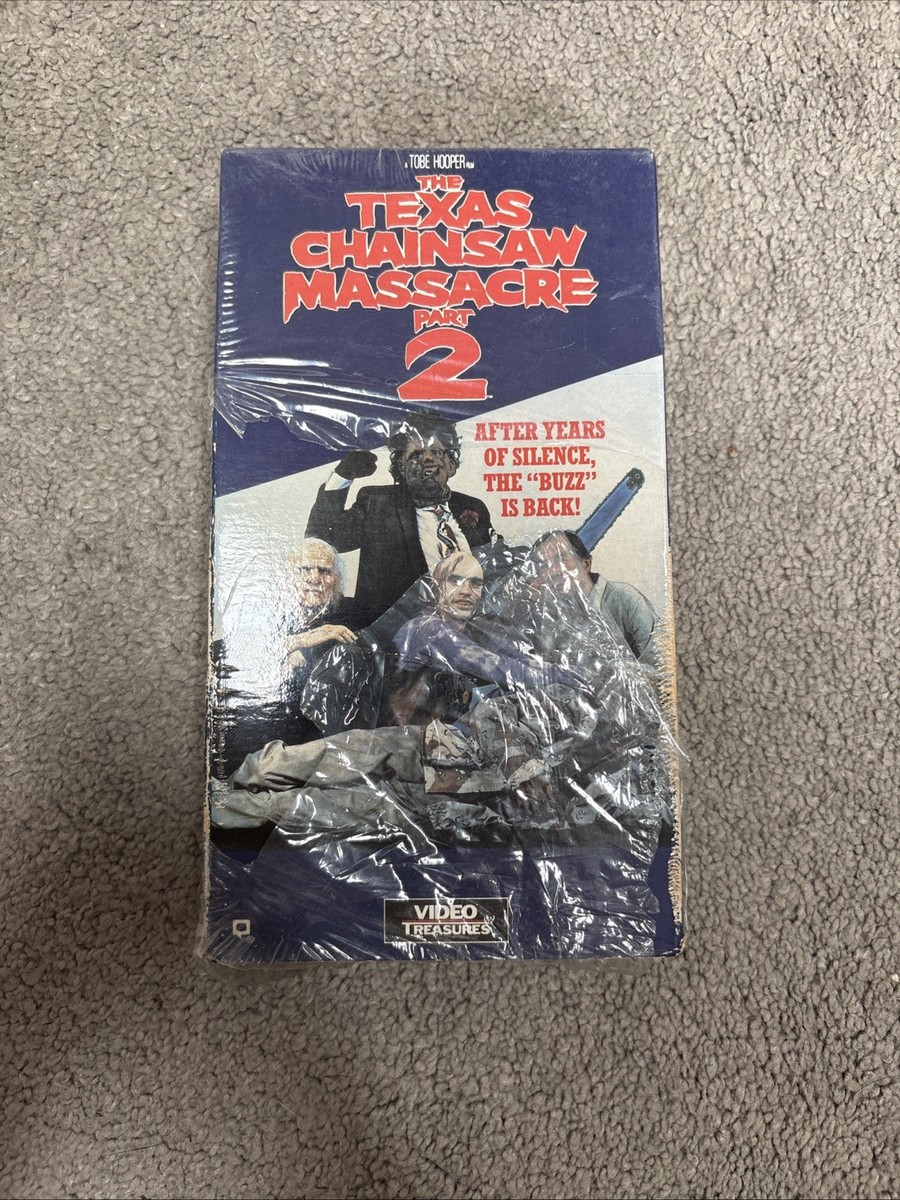 A TOBE HOOPER FILM
THE
TEXAS
CHAINSAW
MASSACRE
PART
2
AFTER YEARS
OF SILENCE,
THE “BUZZ”
IS BACK!
VIDEO
TREASURES